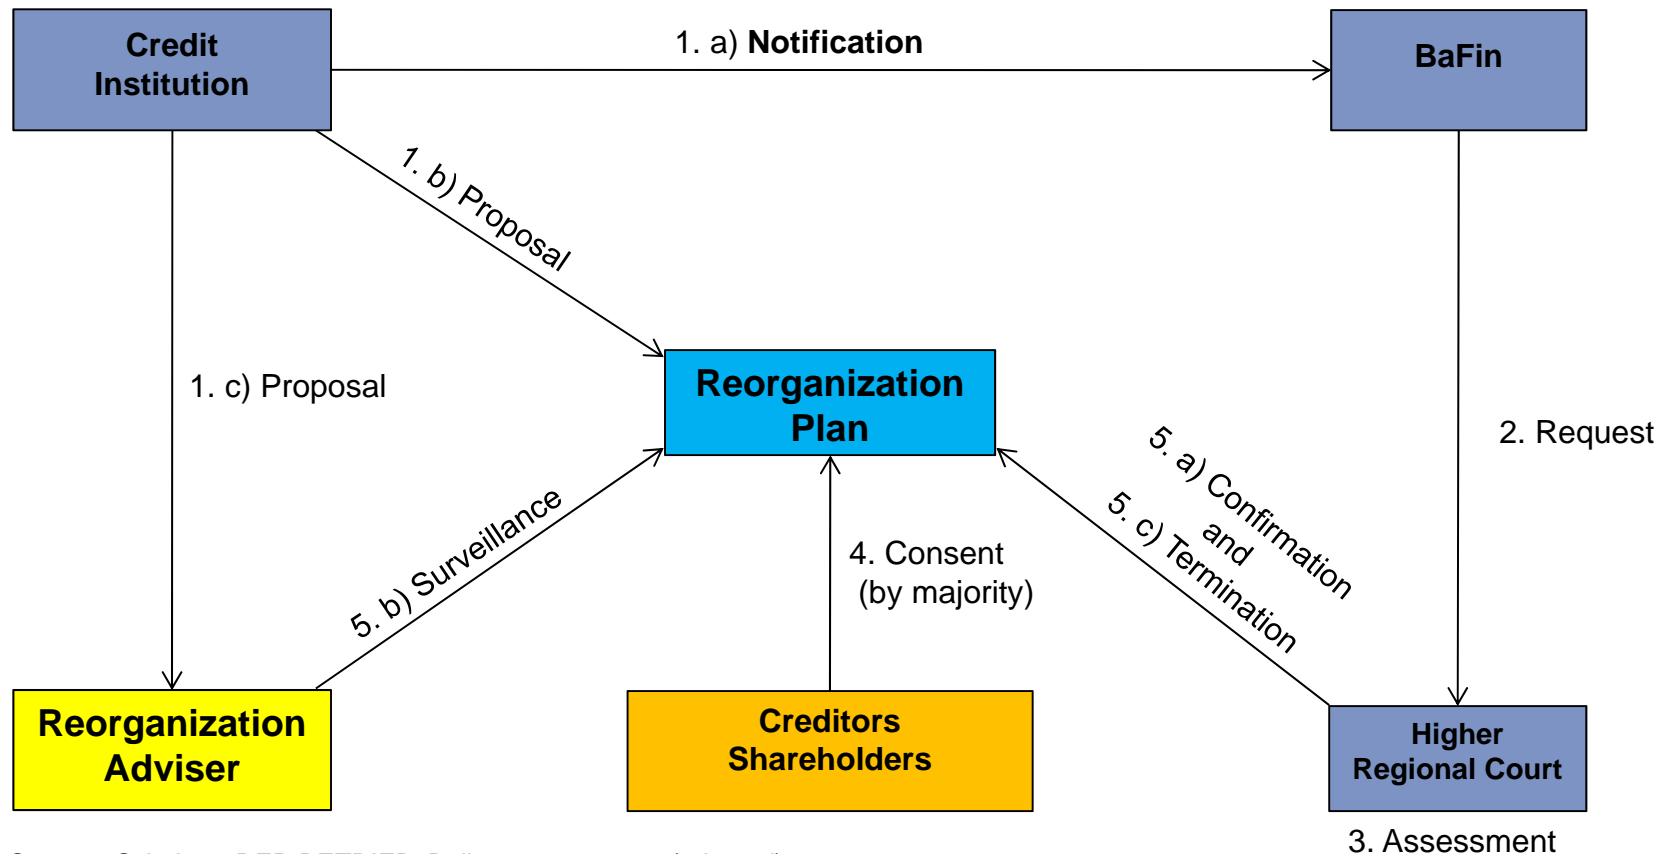 Credit
Institution
1. a) Notification
BaFin
1. b) Proposal
1. c) Proposal
Reorganization
Plan
2. Request
5. a) Confirmation
and
5. c) Termination
5. b) Surveillance
4. Consent
(by majority)
Reorganization
Adviser
Creditors
Shareholders
Higher
Regional Court
3. Assessment